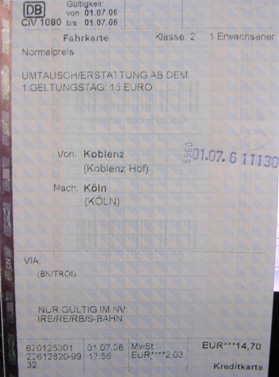 DB
Gültigkeit
von 01.07.06
CIV 1080 bis 01.07.06
Fahrkarte Klasse: 2 1 Erwachsener
Normalpreis
UMTAUSCH/ERSTATTUNG AB DEM
1.GELTUNGSTAG: 15 EURO
Von: Koblenz
(Koblenz Hbf)
01.07. 6 11130
Nach: Köln
(KÖLN)
VIA:
(BN/TROI)
NUR GÜLTIG IM NV:
IRE/RE/RB/S-BAHN
01.07.06 MwSt EUR***14,70
17:56 EUR***2,03
32 Kreditkarte